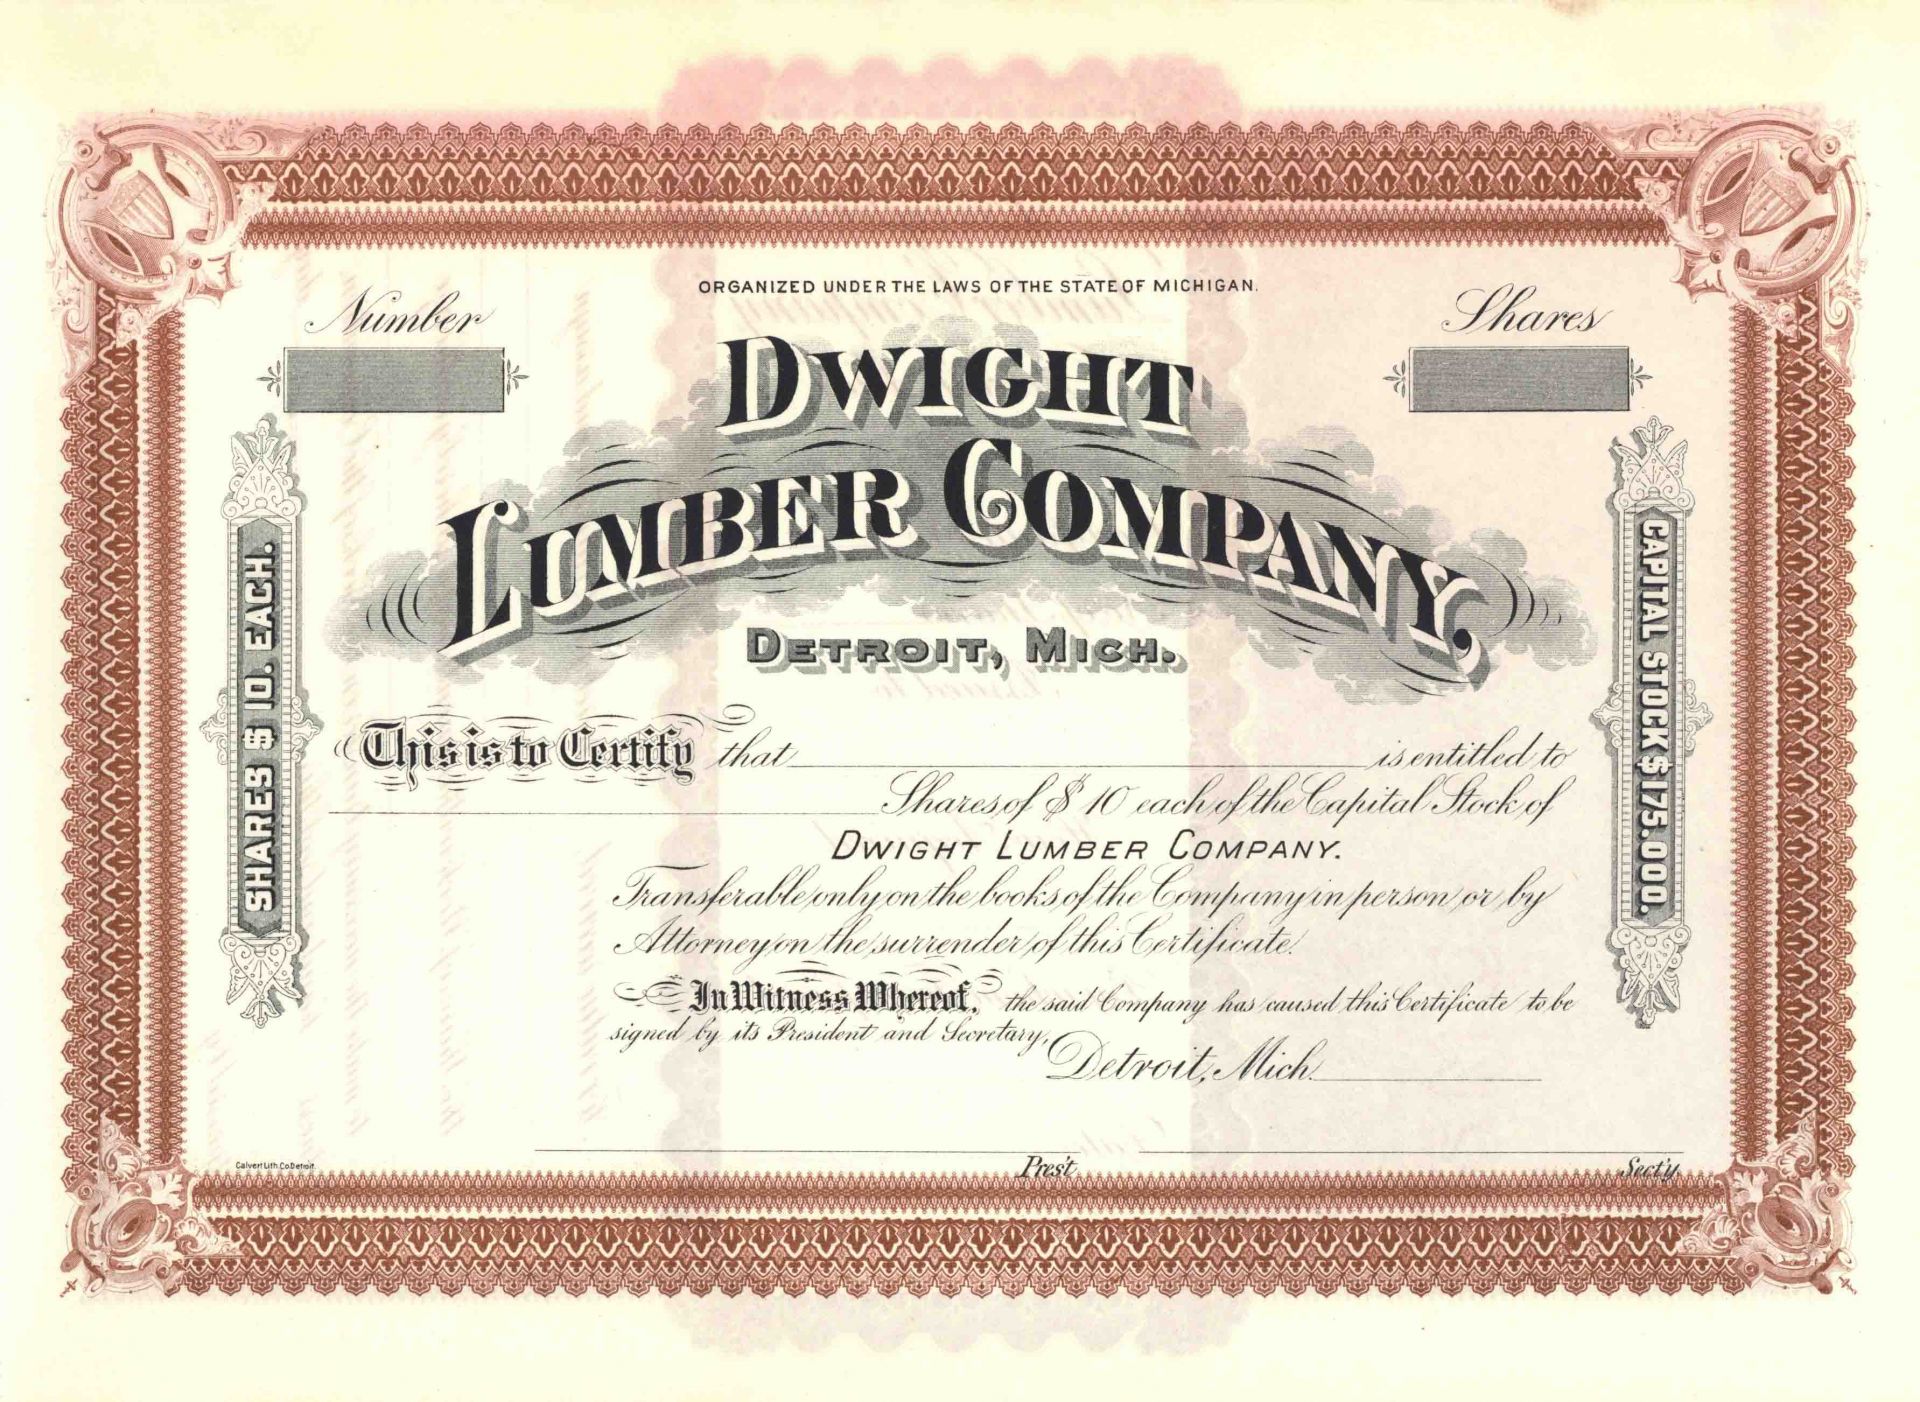 ORGANIZED UNDER THE LAWS OF THE STATE OF MICHIGAN.
Number
Shares
DWIGHT
LUMBER COMPANY,
DETROIT, MICH.
SHARES $ 10. EACH.
CAPITAL STOCK $175.000.
This is to Certify that is entitled to
Shares of $ 10 each of the Capital Stock of
DWIGHT LUMBER COMPANY.
Transferable only on the books of the Company in person or by
Attorney on the surrender of this Certificate.
In Witness Whereof, the said Company has caused this Certificate to be
signed by its President and Secretary,
Detroit, Mich.
Pres't.
Sect'y.
Calvert Lith. Co. Detroit.